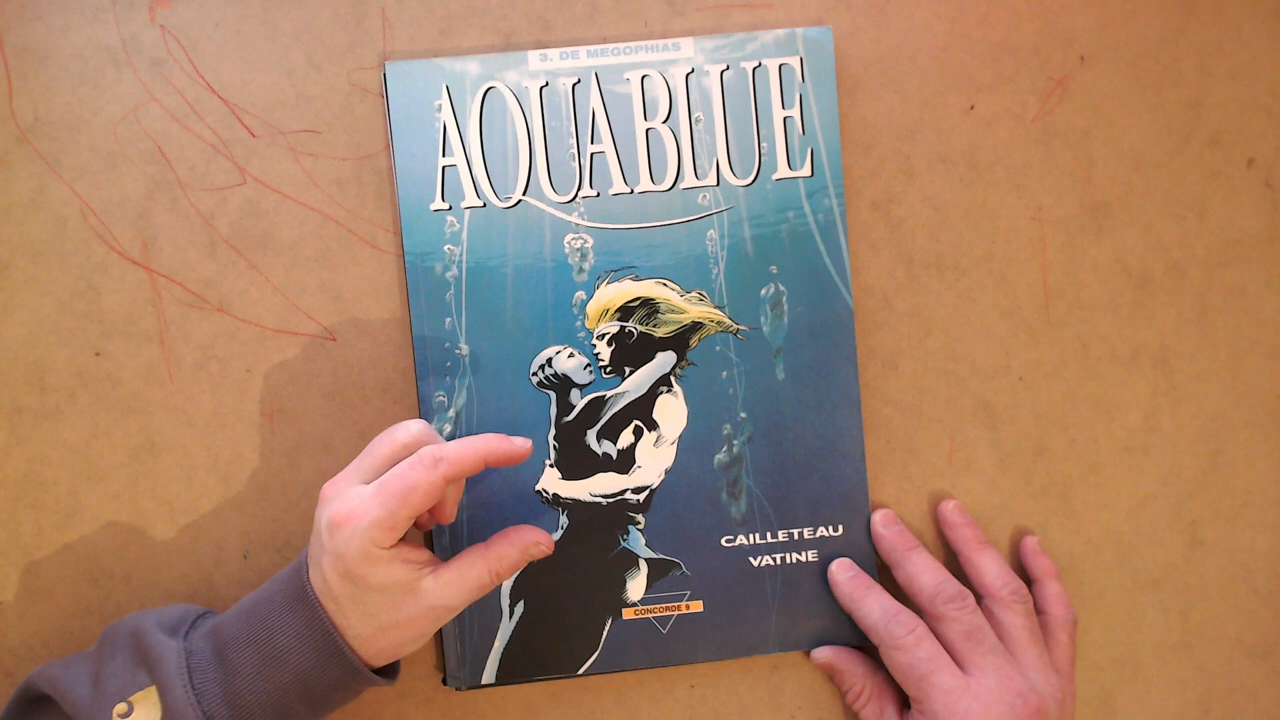 3. DE MEGOPHIAS
AQUABLUE
CAILLETEAU
VATINE
CONCORDE 9